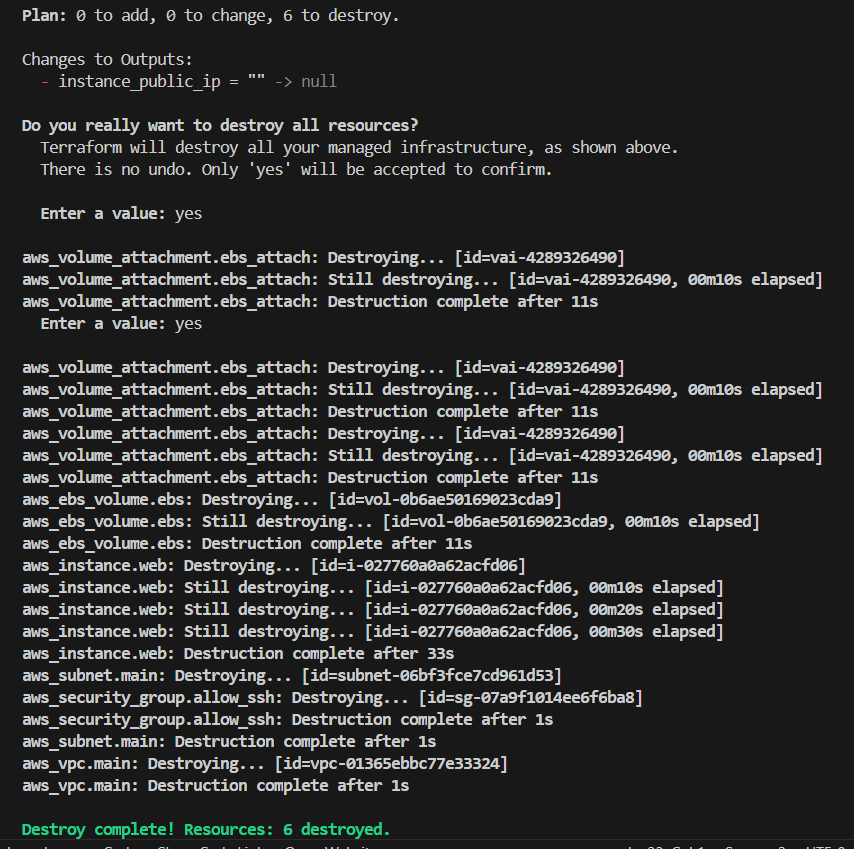 Plan: 0 to add, 0 to change, 6 to destroy.
Changes to Outputs:
- instance_public_ip = "" -> null
Do you really want to destroy all resources?
Terraform will destroy all your managed infrastructure, as shown above.
There is no undo. Only 'yes' will be accepted to confirm.
Enter a value: yes
aws_volume_attachment.ebs_attach: Destroying... [id=vai-4289326490]
aws_volume_attachment.ebs_attach: Still destroying... [id=vai-4289326490, 00m10s elapsed]
aws_volume_attachment.ebs_attach: Destruction complete after 11s
Enter a value: yes
aws_volume_attachment.ebs_attach: Destroying... [id=vai-4289326490]
aws_volume_attachment.ebs_attach: Still destroying... [id=vai-4289326490, 00m10s elapsed]
aws_volume_attachment.ebs_attach: Destruction complete after 11s
aws_volume_attachment.ebs_attach: Destroying... [id=vai-4289326490]
aws_volume_attachment.ebs_attach: Still destroying... [id=vai-4289326490, 00m10s elapsed]
aws_volume_attachment.ebs_attach: Destruction complete after 11s
aws_ebs_volume.ebs: Destroying... [id=vol-0b6ae50169023cda9]
aws_ebs_volume.ebs: Still destroying... [id=vol-0b6ae50169023cda9, 00m10s elapsed]
aws_ebs_volume.ebs: Destruction complete after 11s
aws_instance.web: Destroying... [id=i-027760a0a62acfd06]
aws_instance.web: Still destroying... [id=i-027760a0a62acfd06, 00m10s elapsed]
aws_instance.web: Still destroying... [id=i-027760a0a62acfd06, 00m20s elapsed]
aws_instance.web: Still destroying... [id=i-027760a0a62acfd06, 00m30s elapsed]
aws_instance.web: Destruction complete after 33s
aws_subnet.main: Destroying... [id=subnet-06bf3fce7cd961d53]
aws_security_group.allow_ssh: Destroying... [id=sg-07a9f1014ee6f6ba8]
aws_security_group.allow_ssh: Destruction complete after 1s
aws_subnet.main: Destruction complete after 1s
aws_vpc.main: Destroying... [id=vpc-01365ebbc77e33324]
aws_vpc.main: Destruction complete after 1s
Destroy complete! Resources: 6 destroyed.